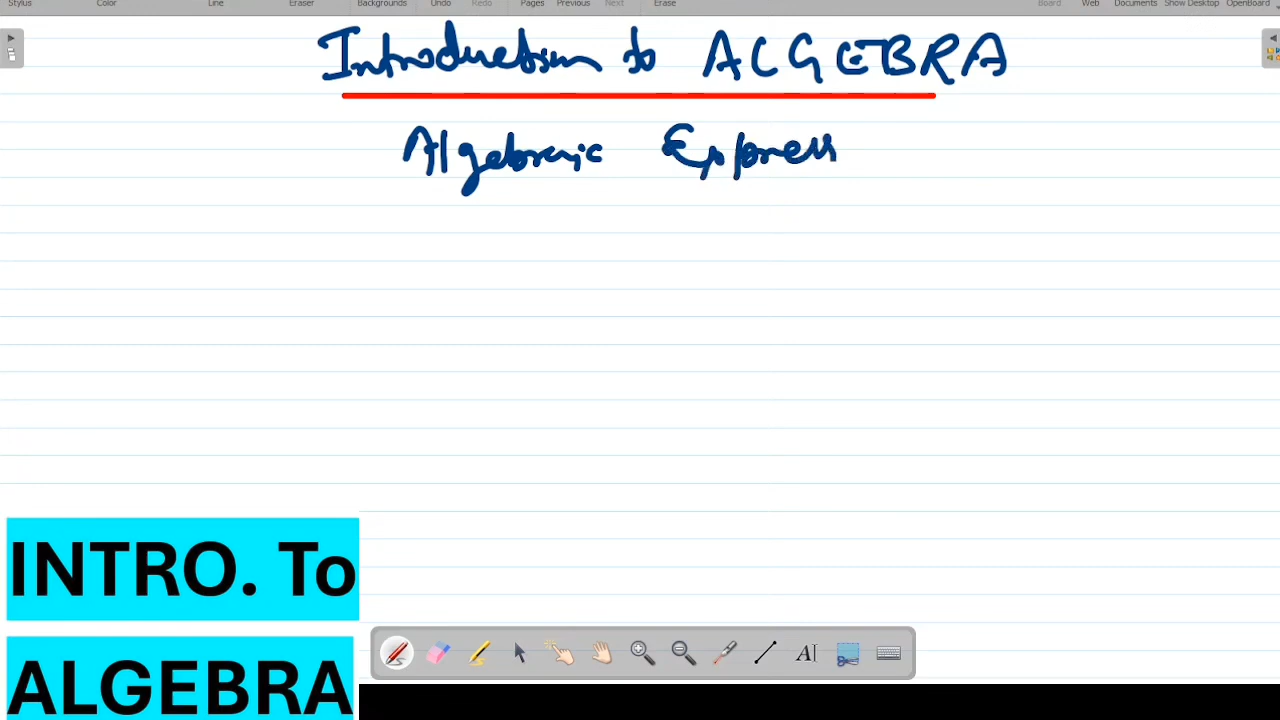 Stylus Color Line Eraser Backgrounds Undo Redo Pages Previous Next Erase Board Web Documents Show Desktop OpenBoard
Introduction to ALGEBRA
Algebraic Express
INTRO. To
ALGEBRA
AI